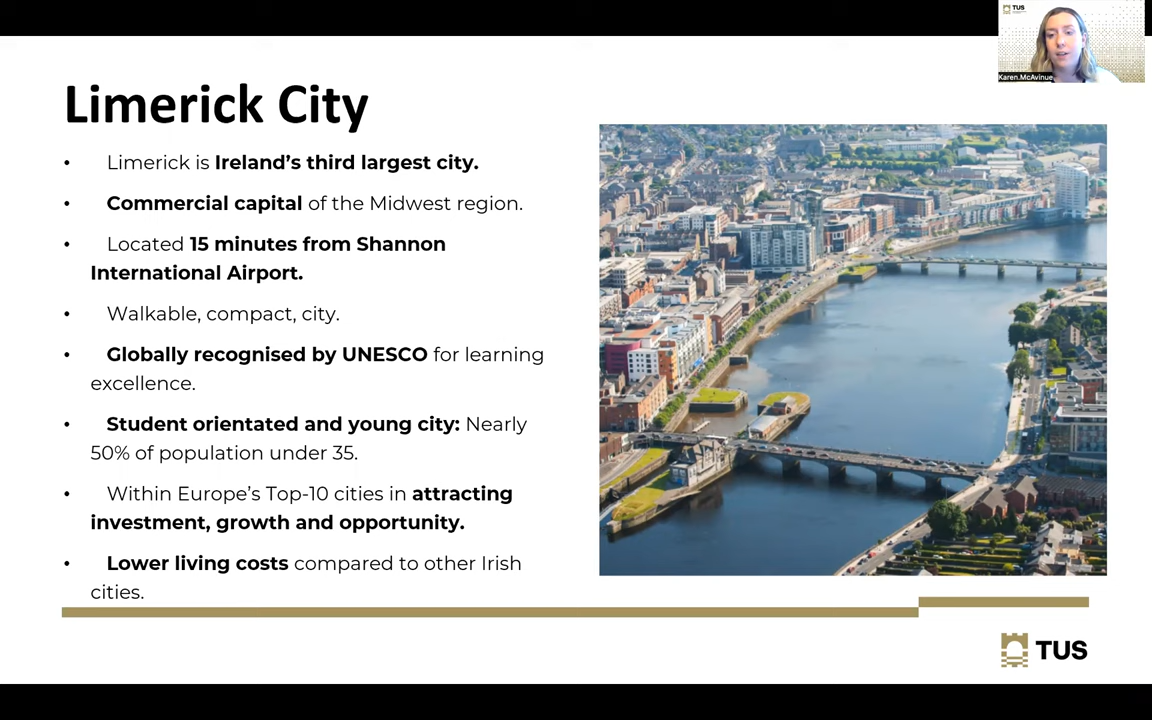 TUS
Karen.McAvinue
Limerick City
• Limerick is Ireland’s third largest city.
• Commercial capital of the Midwest region.
• Located 15 minutes from Shannon
International Airport.
• Walkable, compact, city.
• Globally recognised by UNESCO for learning
excellence.
• Student orientated and young city: Nearly
50% of population under 35.
• Within Europe’s Top-10 cities in attracting
investment, growth and opportunity.
• Lower living costs compared to other Irish
cities.
TUS